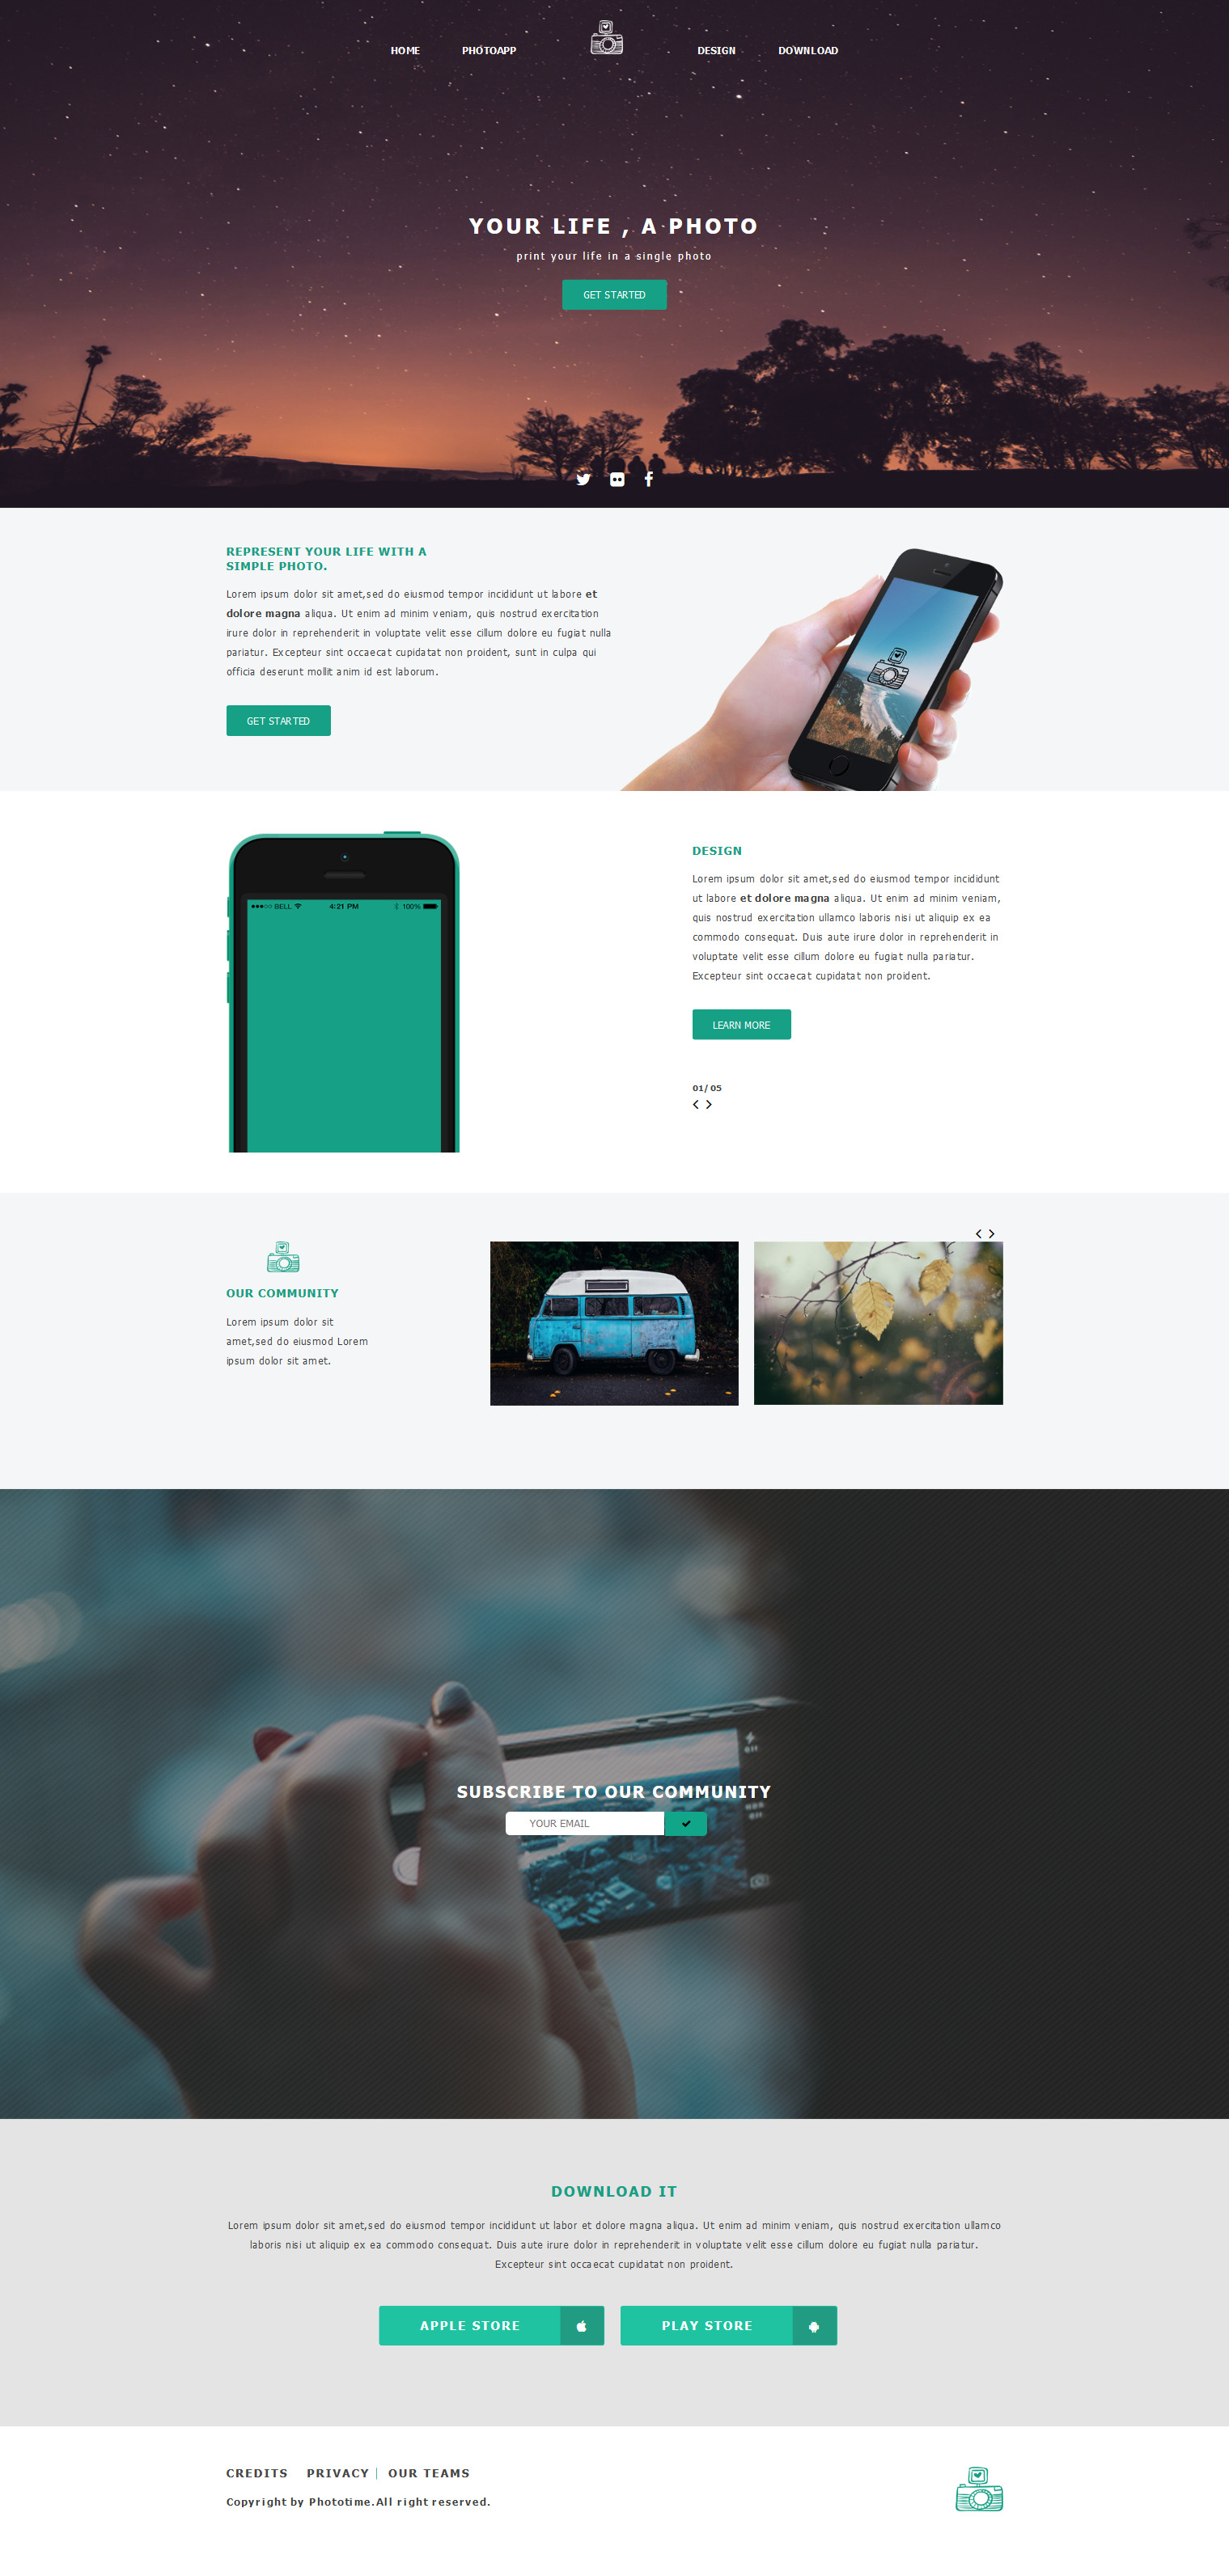 HOME PHOTOAPP DESIGN DOWNLOAD
YOUR LIFE , A PHOTO
print your life in a single photo
GET STARTED
REPRESENT YOUR LIFE WITH A
SIMPLE PHOTO.
Lorem ipsum dolor sit amet,sed do eiusmod tempor incididunt ut labore et
dolore magna aliqua. Ut enim ad minim veniam, quis nostrud exercitation
irure dolor in reprehenderit in voluptate velit esse cillum dolore eu fugiat nulla
pariatur. Excepteur sint occaecat cupidatat non proident, sunt in culpa qui
officia deserunt mollit anim id est laborum.
GET STARTED
BELL 4:21 PM 100%
DESIGN
Lorem ipsum dolor sit amet,sed do eiusmod tempor incididunt
ut labore et dolore magna aliqua. Ut enim ad minim veniam,
quis nostrud exercitation ullamco laboris nisi ut aliquip ex ea
commodo consequat. Duis aute irure dolor in reprehenderit in
voluptate velit esse cillum dolore eu fugiat nulla pariatur.
Excepteur sint occaecat cupidatat non proident.
LEARN MORE
01/ 05
OUR COMMUNITY
Lorem ipsum dolor sit
amet,sed do eiusmod Lorem
ipsum dolor sit amet.
Off
SUBSCRIBE TO OUR COMMUNITY
YOUR EMAIL
DOWNLOAD IT
Lorem ipsum dolor sit amet,sed do eiusmod tempor incididunt ut labor et dolore magna aliqua. Ut enim ad minim veniam, quis nostrud exercitation ullamco
laboris nisi ut aliquip ex ea commodo consequat. Duis aute irure dolor in reprehenderit in voluptate velit esse cillum dolore eu fugiat nulla pariatur.
Excepteur sint occaecat cupidatat non proident.
APPLE STORE
PLAY STORE
CREDITS PRIVACY | OUR TEAMS
Copyright by Phototime.All right reserved.